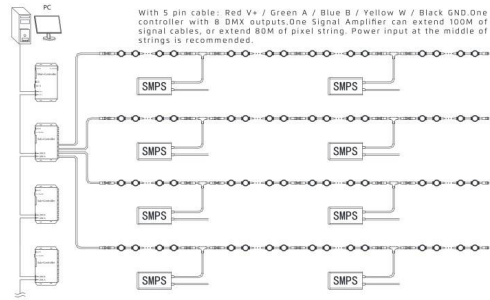 PC
With 5 pin cable: Red V+ / Green A / Blue B / Yellow W / Black GND.One
controller with 8 DMX outputs.One Signal Amplifier can extend 100M of
signal cables, or extend 80M of pixel string. Power input at the middle of
strings is recommended.
SMPS
SMPS
SMPS
SMPS
SMPS
SMPS
SMPS
SMPS